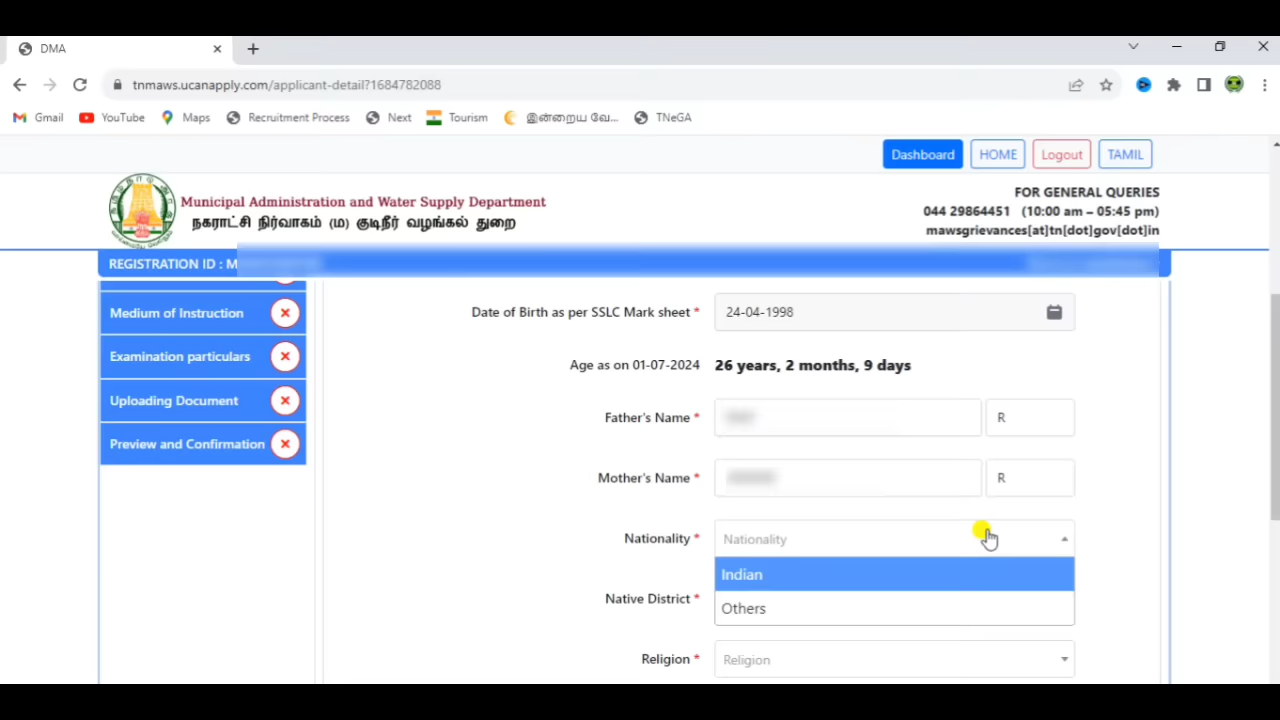 DMA
tnmaws.ucanapply.com/applicant-detail?1684782088
Gmail YouTube Maps Recruitment Process Next Tourism இன்றைய வே... TNeGA
Dashboard HOME Logout TAMIL
Municipal Administration and Water Supply Department
நகராட்சி நிர்வாகம் (ம) குடிநீர் வழங்கல் துறை
FOR GENERAL QUERIES
044 29864451 (10:00 am – 05:45 pm)
mawsgrievances[at]tn[dot]gov[dot]in
REGISTRATION ID : M
Medium of Instruction
Examination particulars
Uploading Document
Preview and Confirmation
Date of Birth as per SSLC Mark sheet * 24-04-1998
Age as on 01-07-2024 26 years, 2 months, 9 days
Father's Name * R
Mother's Name * R
Nationality * Nationality
Indian
Others
Native District *
Religion * Religion